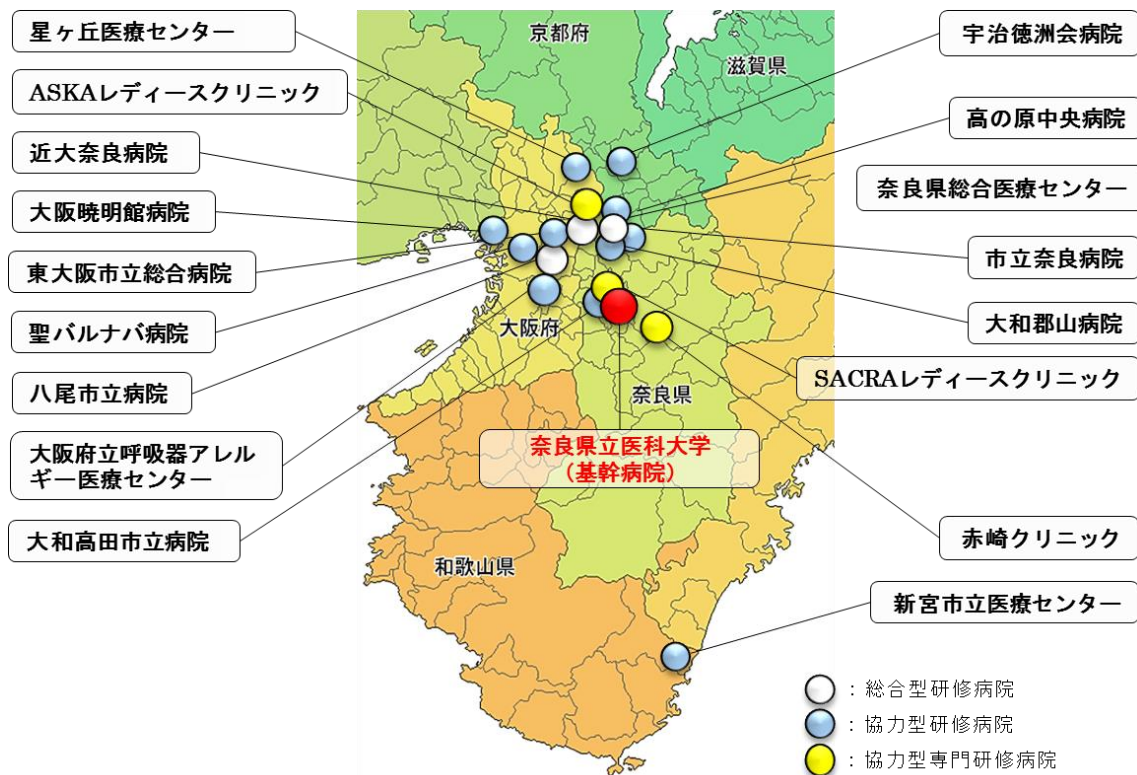 星ヶ丘医療センター
ASKAレディースクリニック
近大奈良病院
大阪暁明館病院
東大阪市立総合病院
聖バルナバ病院
八尾市立病院
大阪府立呼吸器アレル
ギー医療センター
大和高田市立病院
京都府
滋賀県
大阪府
奈良県
奈良県立医科大学
（基幹病院）
和歌山県
宇治徳洲会病院
高の原中央病院
奈良県総合医療センター
市立奈良病院
大和郡山病院
SACRAレディースクリニック
赤崎クリニック
新宮市立医療センター
：総合型研修病院
：協力型研修病院
：協力型専門研修病院